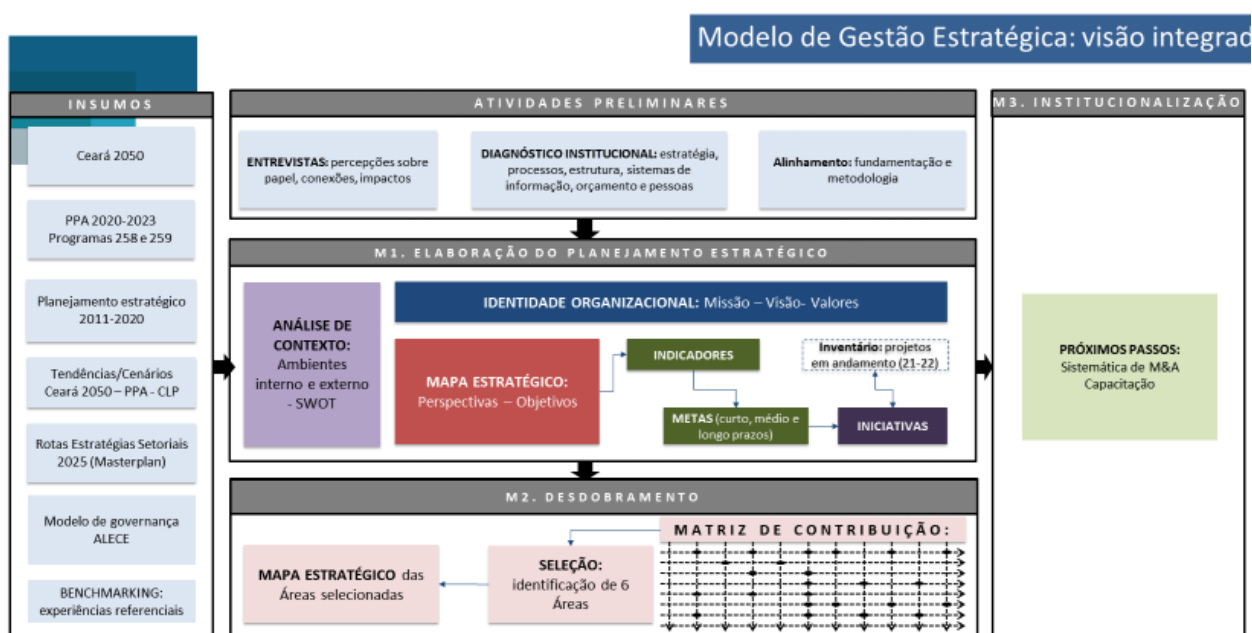 Modelo de Gestão Estratégica: visão integrad
INSUMOS
Ceará 2050
PPA 2020-2023
Programas 258 e 259
Planejamento estratégico
2011-2020
Tendências/Cenários
Ceará 2050 – PPA - CLP
Rotas Estratégias Setoriais
2025 (Masterplan)
Modelo de governança
ALECE
BENCHMARKING:
experiências referenciais
ATIVIDADES PRELIMINARES
ENTREVISTAS: percepções sobre
papel, conexões, impactos
DIAGNÓSTICO INSTITUCIONAL: estratégia,
processos, estrutura, sistemas de
informação, orçamento e pessoas
Alinhamento: fundamentação e
metodologia
M1. ELABORAÇÃO DO PLANEJAMENTO ESTRATÉGICO
ANÁLISE DE
CONTEXTO:
Ambientes
interno e externo
- SWOT
IDENTIDADE ORGANIZACIONAL: Missão – Visão- Valores
MAPA ESTRATÉGICO:
Perspectivas – Objetivos
INDICADORES
METAS (curto, médio e
longo prazos)
Inventário: projetos
em andamento (21-22)
INICIATIVAS
M2. DESDOBRAMENTO
MAPA ESTRATÉGICO das
Áreas selecionadas
SELEÇÃO:
identificação de 6
Áreas
MATRIZ DE CONTRIBUIÇÃO:
M3. INSTITUCIONALIZAÇÃO
PRÓXIMOS PASSOS:
Sistemática de M&A
Capacitação